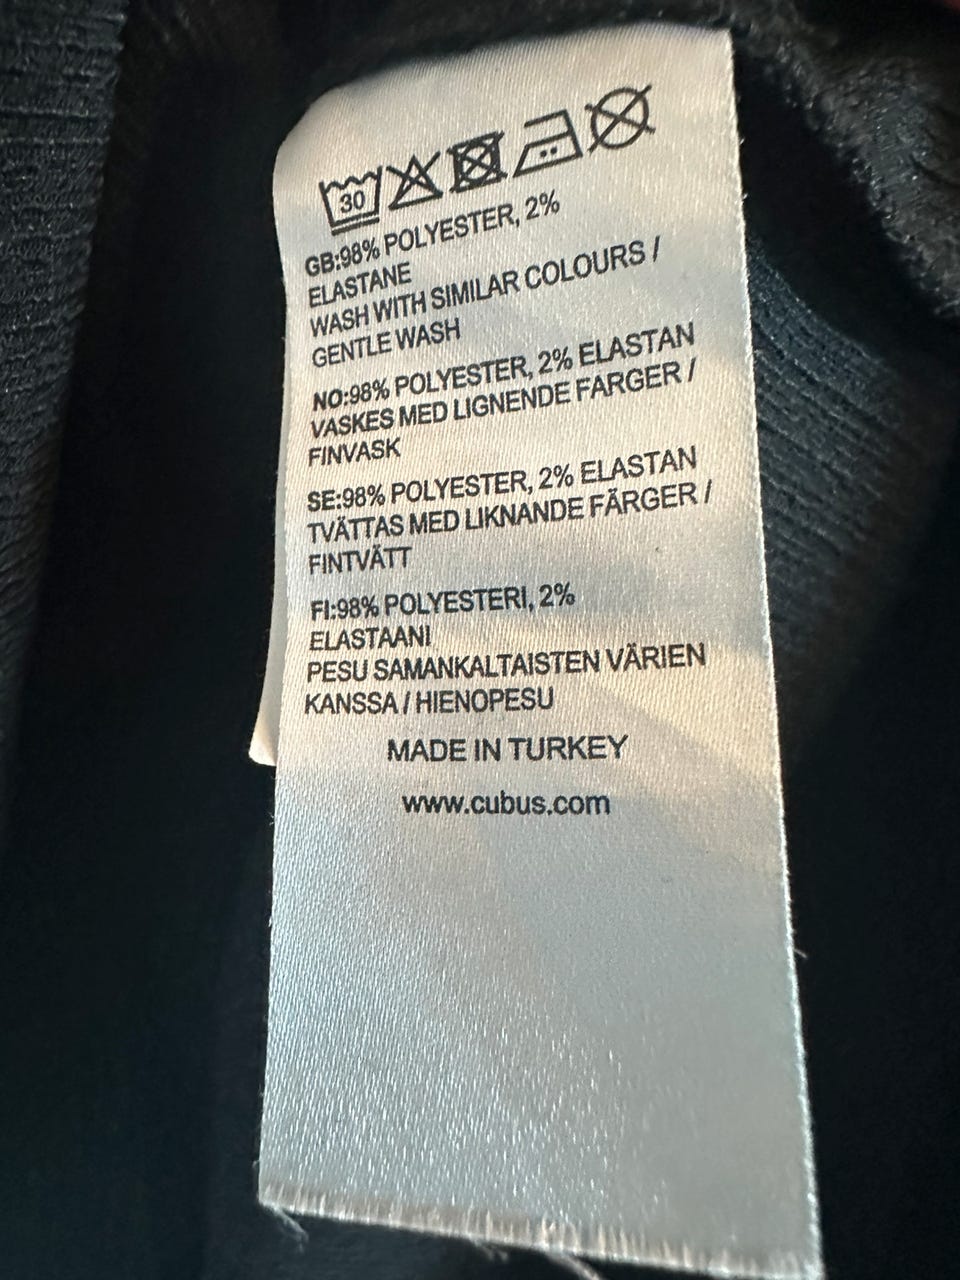 30
GB:98% POLYESTER, 2%
ELASTANE
WASH WITH SIMILAR COLOURS /
GENTLE WASH
NO:98% POLYESTER, 2% ELASTAN
VASKES MED LIGNENDE FARGER /
FINVASK
SE:98% POLYESTER, 2% ELASTAN
TVÄTTAS MED LIKNANDE FÄRGER /
FINTVÄTT
FI:98% POLYESTERI, 2%
ELASTAANI
PESU SAMANKALTAISTEN VÄRIEN
KANSSA / HIENOPESU
MADE IN TURKEY
www.cubus.com